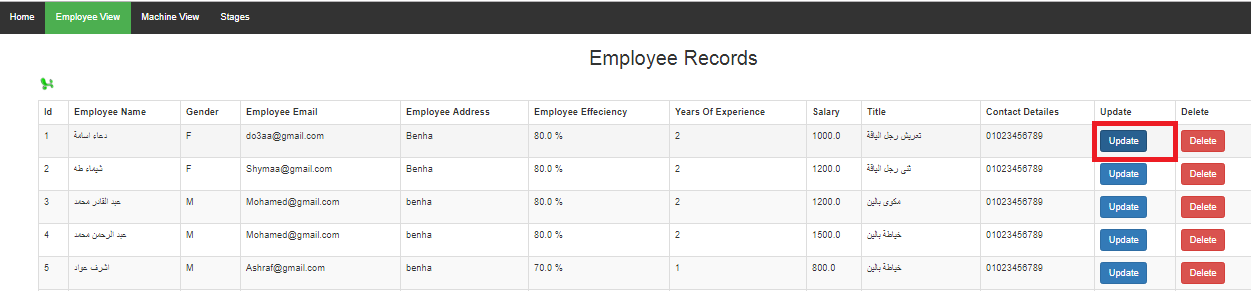 Home Employee View Machine View Stages
Employee Records
Id Employee Name Gender Employee Email Employee Address Employee Effeciency Years Of Experience Salary Title Contact Detailes Update Delete
1 دعاء اسامة F do3aa@gmail.com Benha 80.0 % 2 1000.0 تعريش رجل الياقة 01023456789 Update Delete
2 شيماء طه F Shymaa@gmail.com Benha 80.0 % 2 1200.0 تنى رجل الياقة 01023456789 Update Delete
3 عبد القادر محمد M Mohamed@gmail.com benha 80.0 % 2 1200.0 مكوى بالين 01023456789 Update Delete
4 عبد الرحمن محمد M Mohamed@gmail.com benha 80.0 % 2 1500.0 خياطة بالين 01023456789 Update Delete
5 اشرف عواد M Ashraf@gmail.com benha 70.0 % 1 800.0 خياطة بالين 01023456789 Update Delete